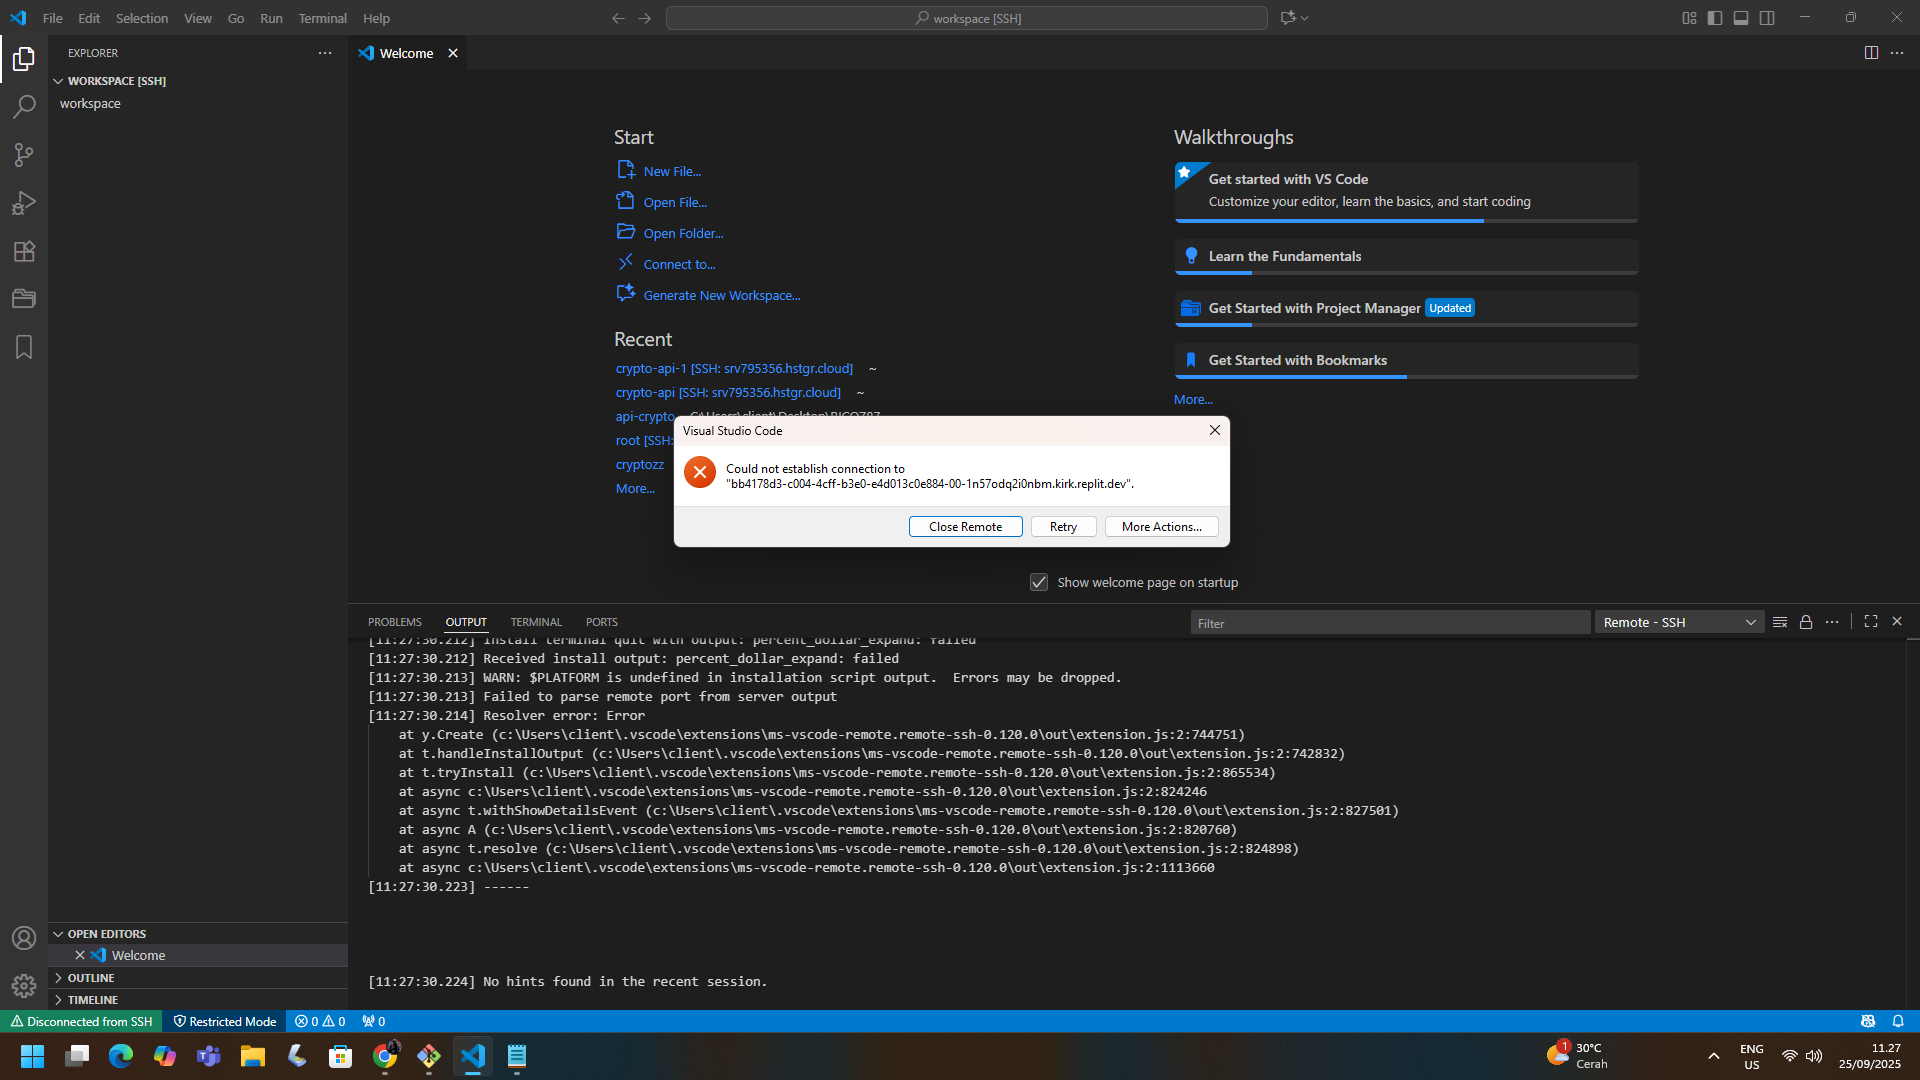 File Edit Selection View Go Run Terminal Help
workspace [SSH]
EXPLORER
WORKSPACE [SSH]
workspace
Welcome
Start
New File...
Open File...
Open Folder...
Connect to...
Generate New Workspace...
Recent
crypto-api-1 [SSH: srv795356.hstgr.cloud] ~
crypto-api [SSH: srv795356.hstgr.cloud] ~
api-crypto C:\Users\client\Desktop\RICOZ87
root [SSH:
cryptozz
More...
Walkthroughs
Get started with VS Code
Customize your editor, learn the basics, and start coding
Learn the Fundamentals
Get Started with Project Manager Updated
Get Started with Bookmarks
More...
Visual Studio Code
Could not establish connection to
"bb4178d3-c004-4cff-b3e0-e4d013c0e884-00-1n57odq2i0nbm.kirk.replit.dev".
Close Remote Retry More Actions...
Show welcome page on startup
PROBLEMS OUTPUT TERMINAL PORTS
Filter
Remote - SSH
[11:27:30.212] Install terminal quit with output: percent_dollar_expand: failed
[11:27:30.212] Received install output: percent_dollar_expand: failed
[11:27:30.213] WARN: $PLATFORM is undefined in installation script output.  Errors may be dropped.
[11:27:30.213] Failed to parse remote port from server output
[11:27:30.214] Resolver error: Error
at y.Create (c:\Users\client\.vscode\extensions\ms-vscode-remote.remote-ssh-0.120.0\out\extension.js:2:744751)
at t.handleInstallOutput (c:\Users\client\.vscode\extensions\ms-vscode-remote.remote-ssh-0.120.0\out\extension.js:2:742832)
at t.tryInstall (c:\Users\client\.vscode\extensions\ms-vscode-remote.remote-ssh-0.120.0\out\extension.js:2:865534)
at async c:\Users\client\.vscode\extensions\ms-vscode-remote.remote-ssh-0.120.0\out\extension.js:2:824246
at async t.withShowDetailsEvent (c:\Users\client\.vscode\extensions\ms-vscode-remote.remote-ssh-0.120.0\out\extension.js:2:827501)
at async A (c:\Users\client\.vscode\extensions\ms-vscode-remote.remote-ssh-0.120.0\out\extension.js:2:820760)
at async t.resolve (c:\Users\client\.vscode\extensions\ms-vscode-remote.remote-ssh-0.120.0\out\extension.js:2:824898)
at async c:\Users\client\.vscode\extensions\ms-vscode-remote.remote-ssh-0.120.0\out\extension.js:2:1113660
[11:27:30.223] ------
[11:27:30.224] No hints found in the recent session.
OPEN EDITORS
Welcome
OUTLINE
TIMELINE
Disconnected from SSH Restricted Mode 0 0 0
1
30°C
Cerah
ENG
US
11.27
25/09/2025